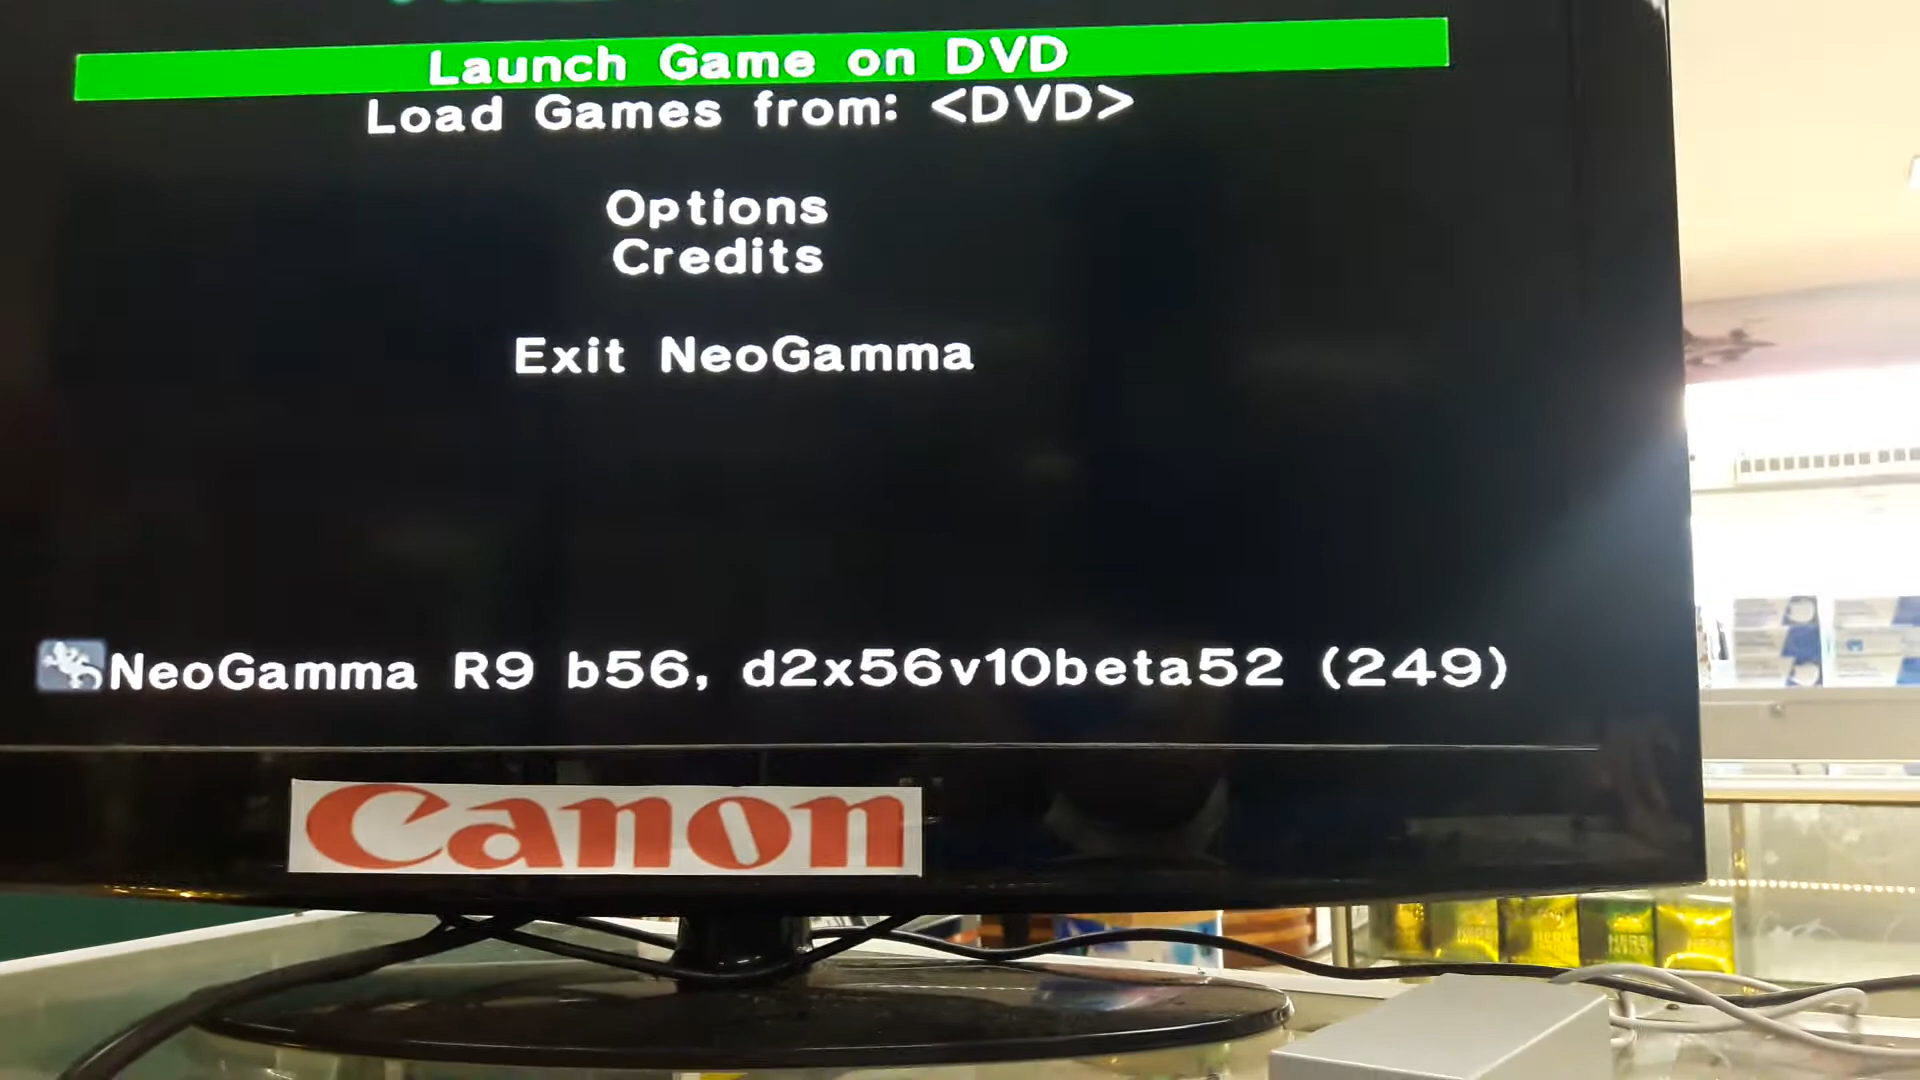 Launch Game on DVD
Load Games from: <DVD>
Options
Credits
Exit NeoGamma
NeoGamma R9 b56, d2x56v10beta52 (249)
Canon